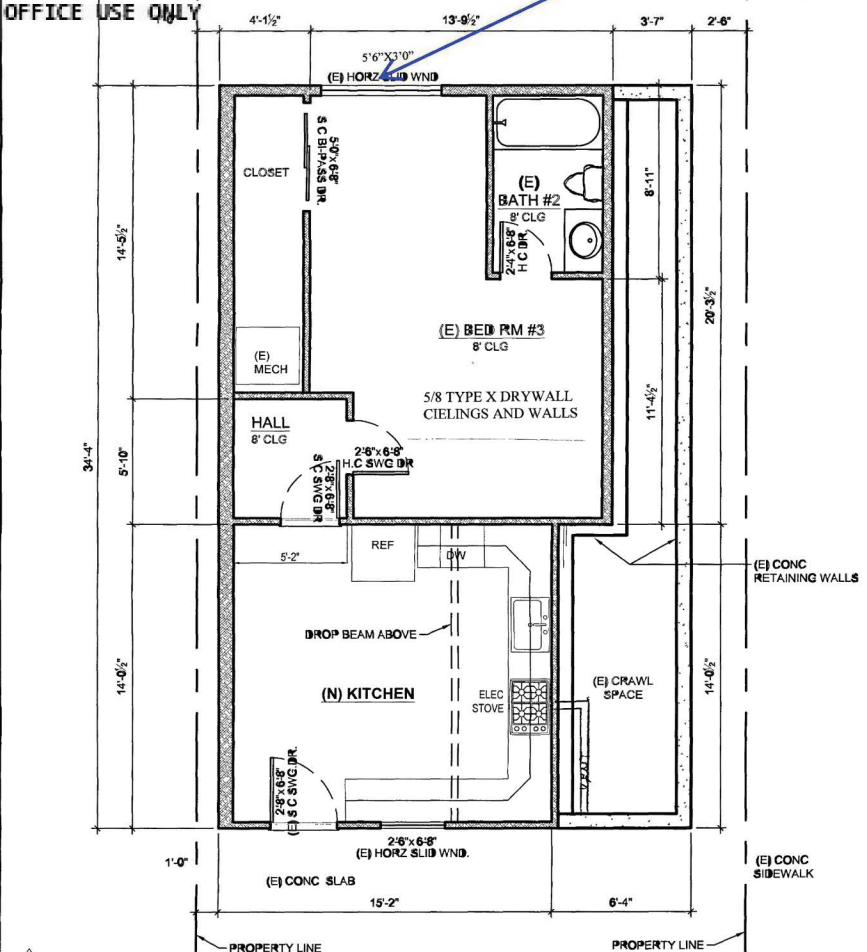 OFFICE USE ONLY
4'-1½"
13'-9½"
3'-7"
2'-6"
5'6"X3'0"
(E) HORZ SLID WND
CLOSET
5'-0"x6'-8"
S C BI-PASS DR.
(E)
BATH #2
8' CLG
2'-4"x6'-8"
H C DR.
8'-11"
14'-5½"
20'-3½"
(E) BED RM #3
8' CLG
(E)
MECH
5/8 TYPE X DRYWALL
CIELINGS AND WALLS
11'-4½"
HALL
8' CLG
2'-6"x6'-8"
H.C SWG DR
2'-8"x6'-8"
S C SWG DR
34'-4"
5'-10"
5'-2"
REF
DW
(E) CONC
RETAINING WALLS
DROP BEAM ABOVE
(N) KITCHEN
ELEC
STOVE
(E) CRAWL
SPACE
14'-0½"
14'-0½"
2'-8"x6'-8"
(E) S C SWG DR.
2'-6"x6'-8"
(E) HORZ SLID WND.
1'-0"
(E) CONC SLAB
(E) CONC
SIDEWALK
15'-2"
6'-4"
PROPERTY LINE
PROPERTY LINE